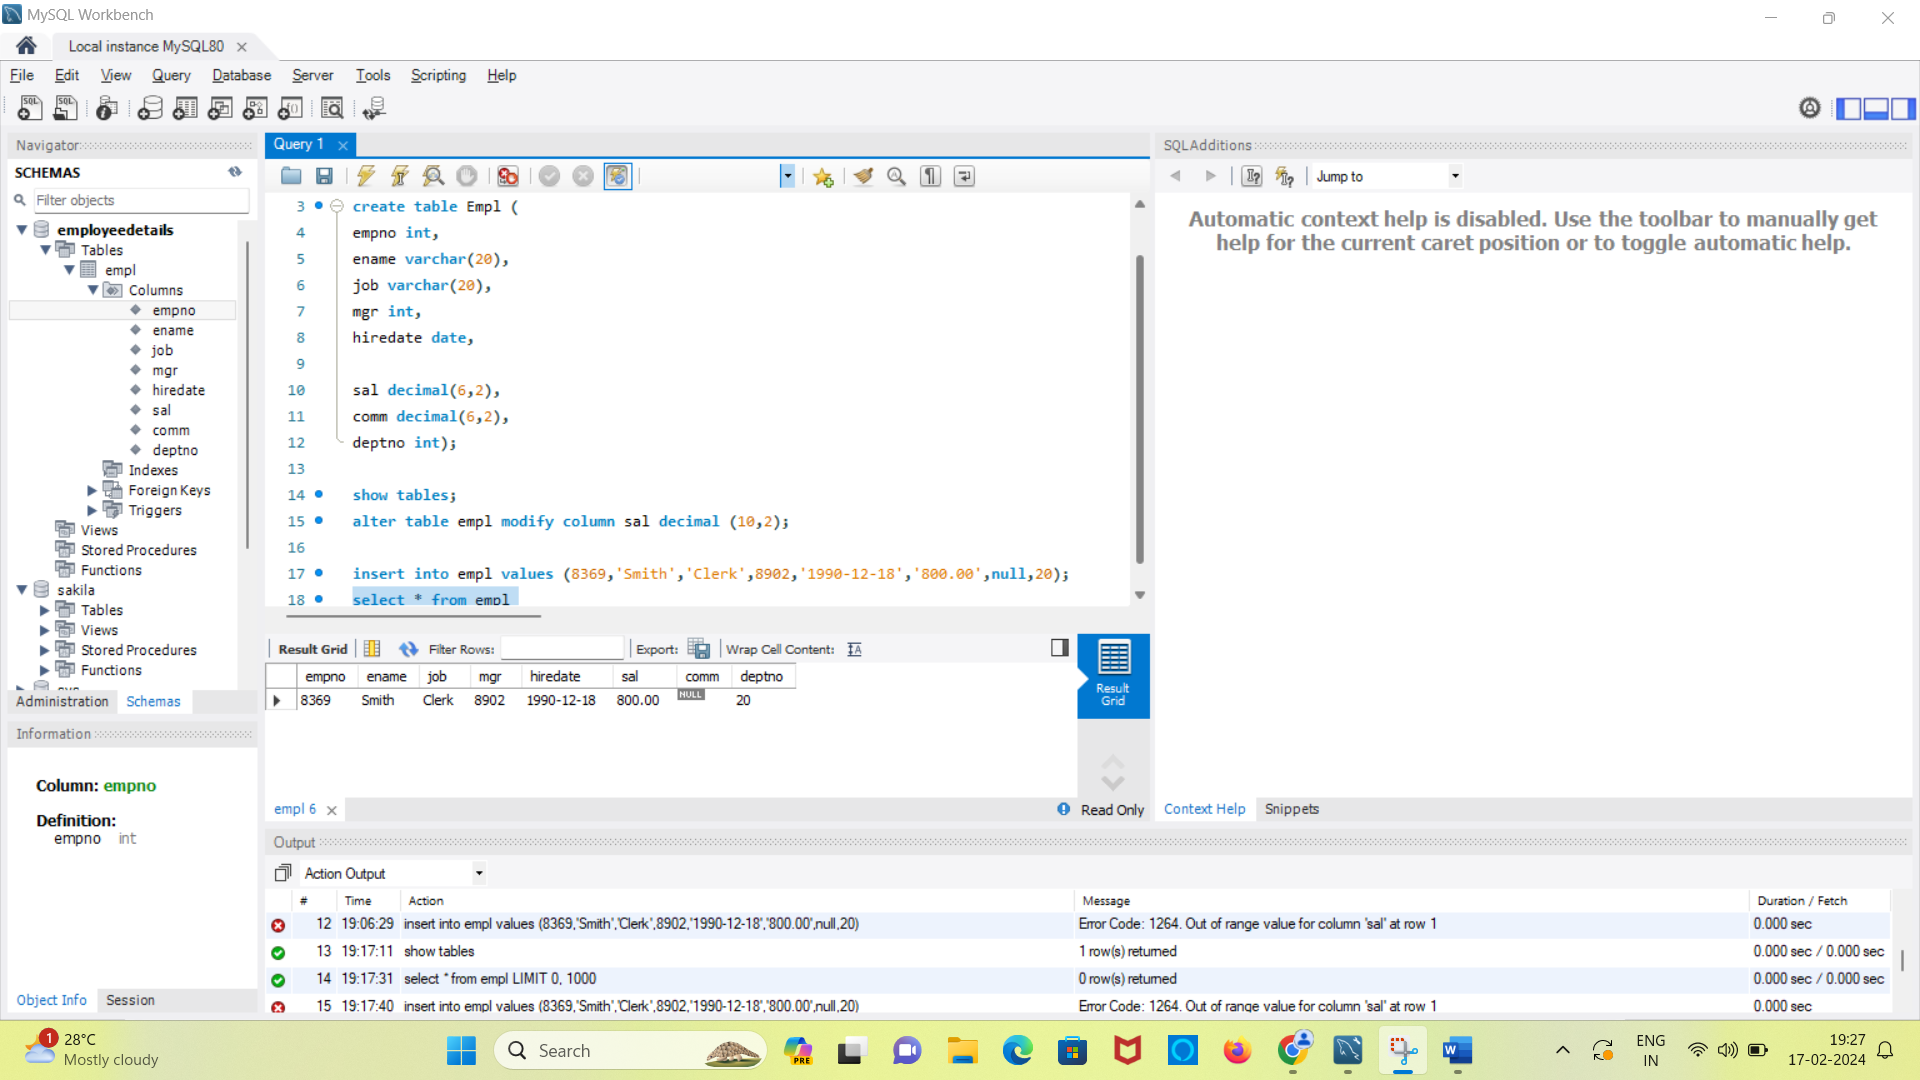 MySQL Workbench
Local instance MySQL80
File Edit View Query Database Server Tools Scripting Help
Navigator
SCHEMAS
Filter objects
employeedetails
Tables
empl
Columns
empno
ename
job
mgr
hiredate
sal
comm
deptno
Indexes
Foreign Keys
Triggers
Views
Stored Procedures
Functions
sakila
Tables
Views
Stored Procedures
Functions
Administration Schemas
Information
Column: empno
Definition:
empno int
Object Info Session
Query 1
3 create table Empl (
4 empno int,
5 ename varchar(20),
6 job varchar(20),
7 mgr int,
8 hiredate date,
9
10 sal decimal(6,2),
11 comm decimal(6,2),
12 deptno int);
13
14 show tables;
15 alter table empl modify column sal decimal (10,2);
16
17 insert into empl values (8369,'Smith','Clerk',8902,'1990-12-18','800.00',null,20);
18 select * from empl
Result Grid Filter Rows: Export: Wrap Cell Content:
empno ename job mgr hiredate sal comm deptno
8369 Smith Clerk 8902 1990-12-18 800.00 NULL 20
Result
Grid
empl 6
Read Only
SQLAdditions
Jump to
Automatic context help is disabled. Use the toolbar to manually get
help for the current caret position or to toggle automatic help.
Context Help Snippets
Output
Action Output
# Time Action Message Duration / Fetch
12 19:06:29 insert into empl values (8369,'Smith','Clerk',8902,'1990-12-18','800.00',null,20) Error Code: 1264. Out of range value for column 'sal' at row 1 0.000 sec
13 19:17:11 show tables 1 row(s) returned 0.000 sec / 0.000 sec
14 19:17:31 select * from empl LIMIT 0, 1000 0 row(s) returned 0.000 sec / 0.000 sec
15 19:17:40 insert into empl values (8369,'Smith','Clerk',8902,'1990-12-18','800.00',null,20) Error Code: 1264. Out of range value for column 'sal' at row 1 0.000 sec
1
28°C
Mostly cloudy
Search
PRE
ENG
IN
19:27
17-02-2024